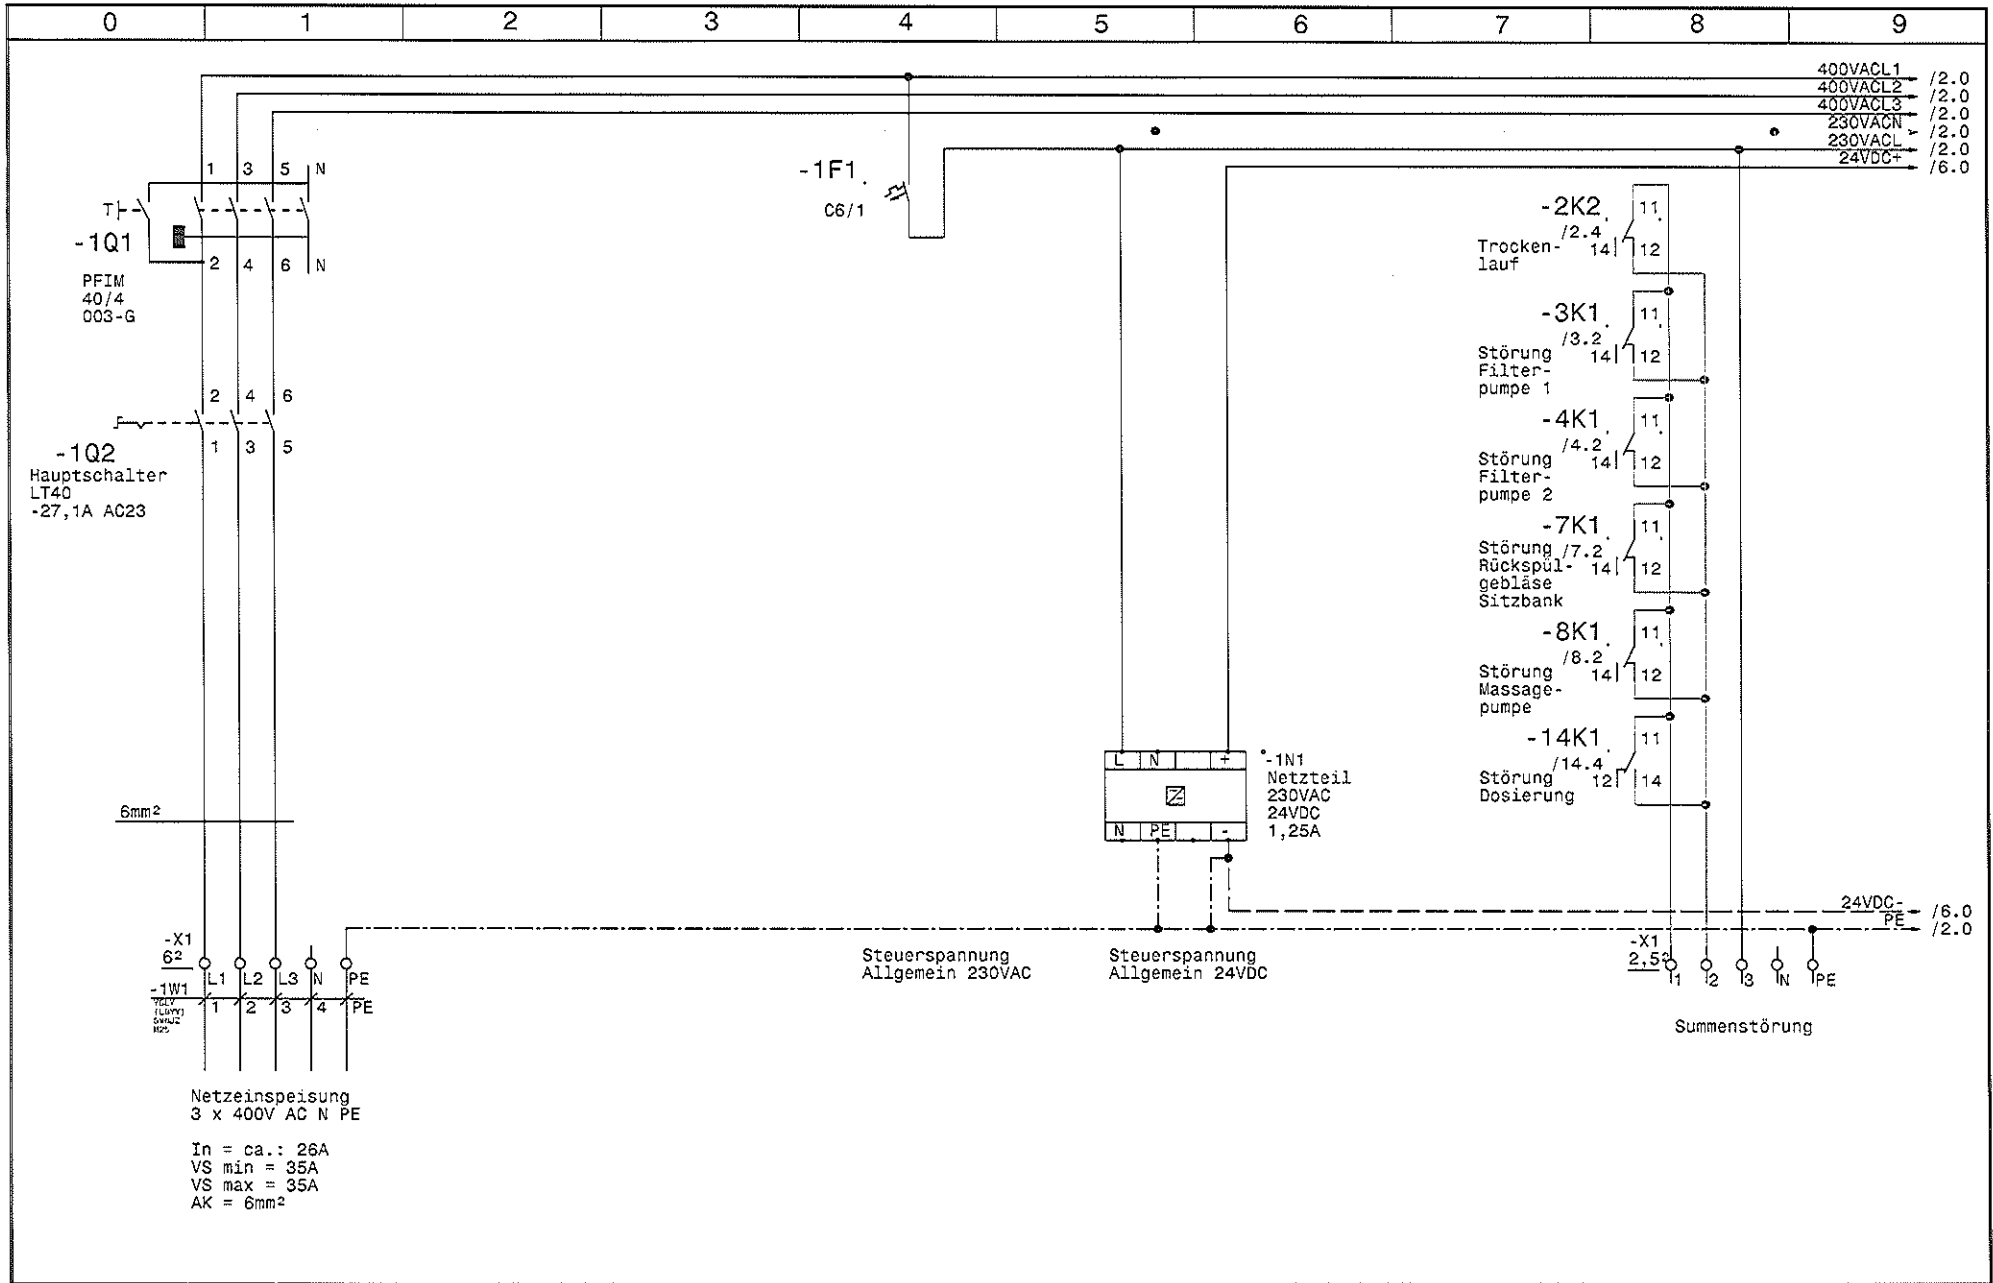 0 1 2 3 4 5 6 7 8 9
400VACL1 /2.0
400VACL2 /2.0
400VACL3 /2.0
230VACN /2.0
230VACL /2.0
24VDC+ /6.0
1 3 5 N
-1Q1
2 4 6 N
PFIM
40/4
003-G
-1F1
C6/1
2 4 6
1 3 5
-1Q2
Hauptschalter
LT40
-27,1A AC23
6mm²
-2K2 11
/2.4
14 12
Trocken-
lauf
-3K1 11
/3.2
14 12
Störung
Filter-
pumpe 1
-4K1 11
/4.2
14 12
Störung
Filter-
pumpe 2
-7K1 11
/7.2
14 12
Störung
Rückspül-
gebläse
Sitzbank
-8K1 11
/8.2
14 12
Störung
Massage-
pumpe
-14K1 11
/14.4
12 14
Störung
Dosierung
L N +
N PE -
-1N1
Netzteil
230VAC
24VDC
1,25A
24VDC- /6.0
PE /2.0
-X1
6²
L1 L2 L3 N PE
-1W1
1 2 3 4 PE
Steuerspannung
Allgemein 230VAC
Steuerspannung
Allgemein 24VDC
-X1
2,5²
1 2 3 N PE
Summenstörung
Netzeinspeisung
3 x 400V AC N PE
In = ca.: 26A
VS min = 35A
VS max = 35A
AK = 6mm²